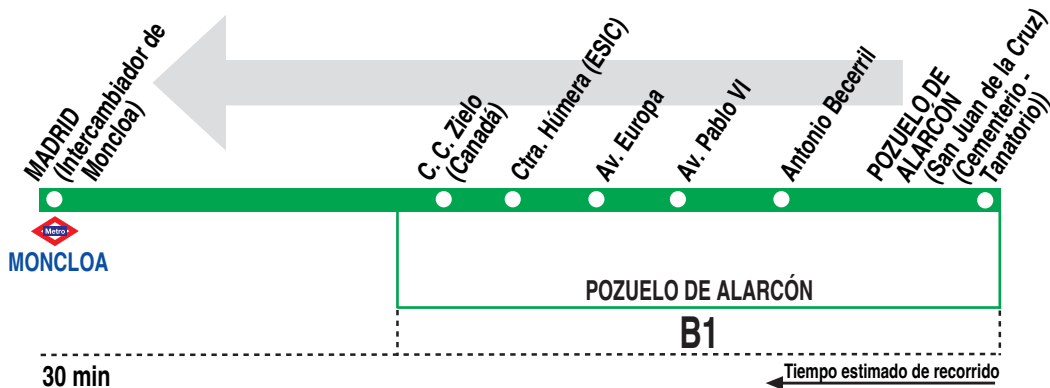 MADRID
(Intercambiador de
Moncloa)
C. C. Zielo
(Canadá)
Ctra. Húmera (ESIC)
Av. Europa
Av. Pablo VI
Antonio Becerril
POZUELO DE
ALARCÓN
(San Juan de la Cruz)
(Cementerio -
Tanatorio))
Metro
MONCLOA
POZUELO DE ALARCÓN
B1
30 min
Tiempo estimado de recorrido